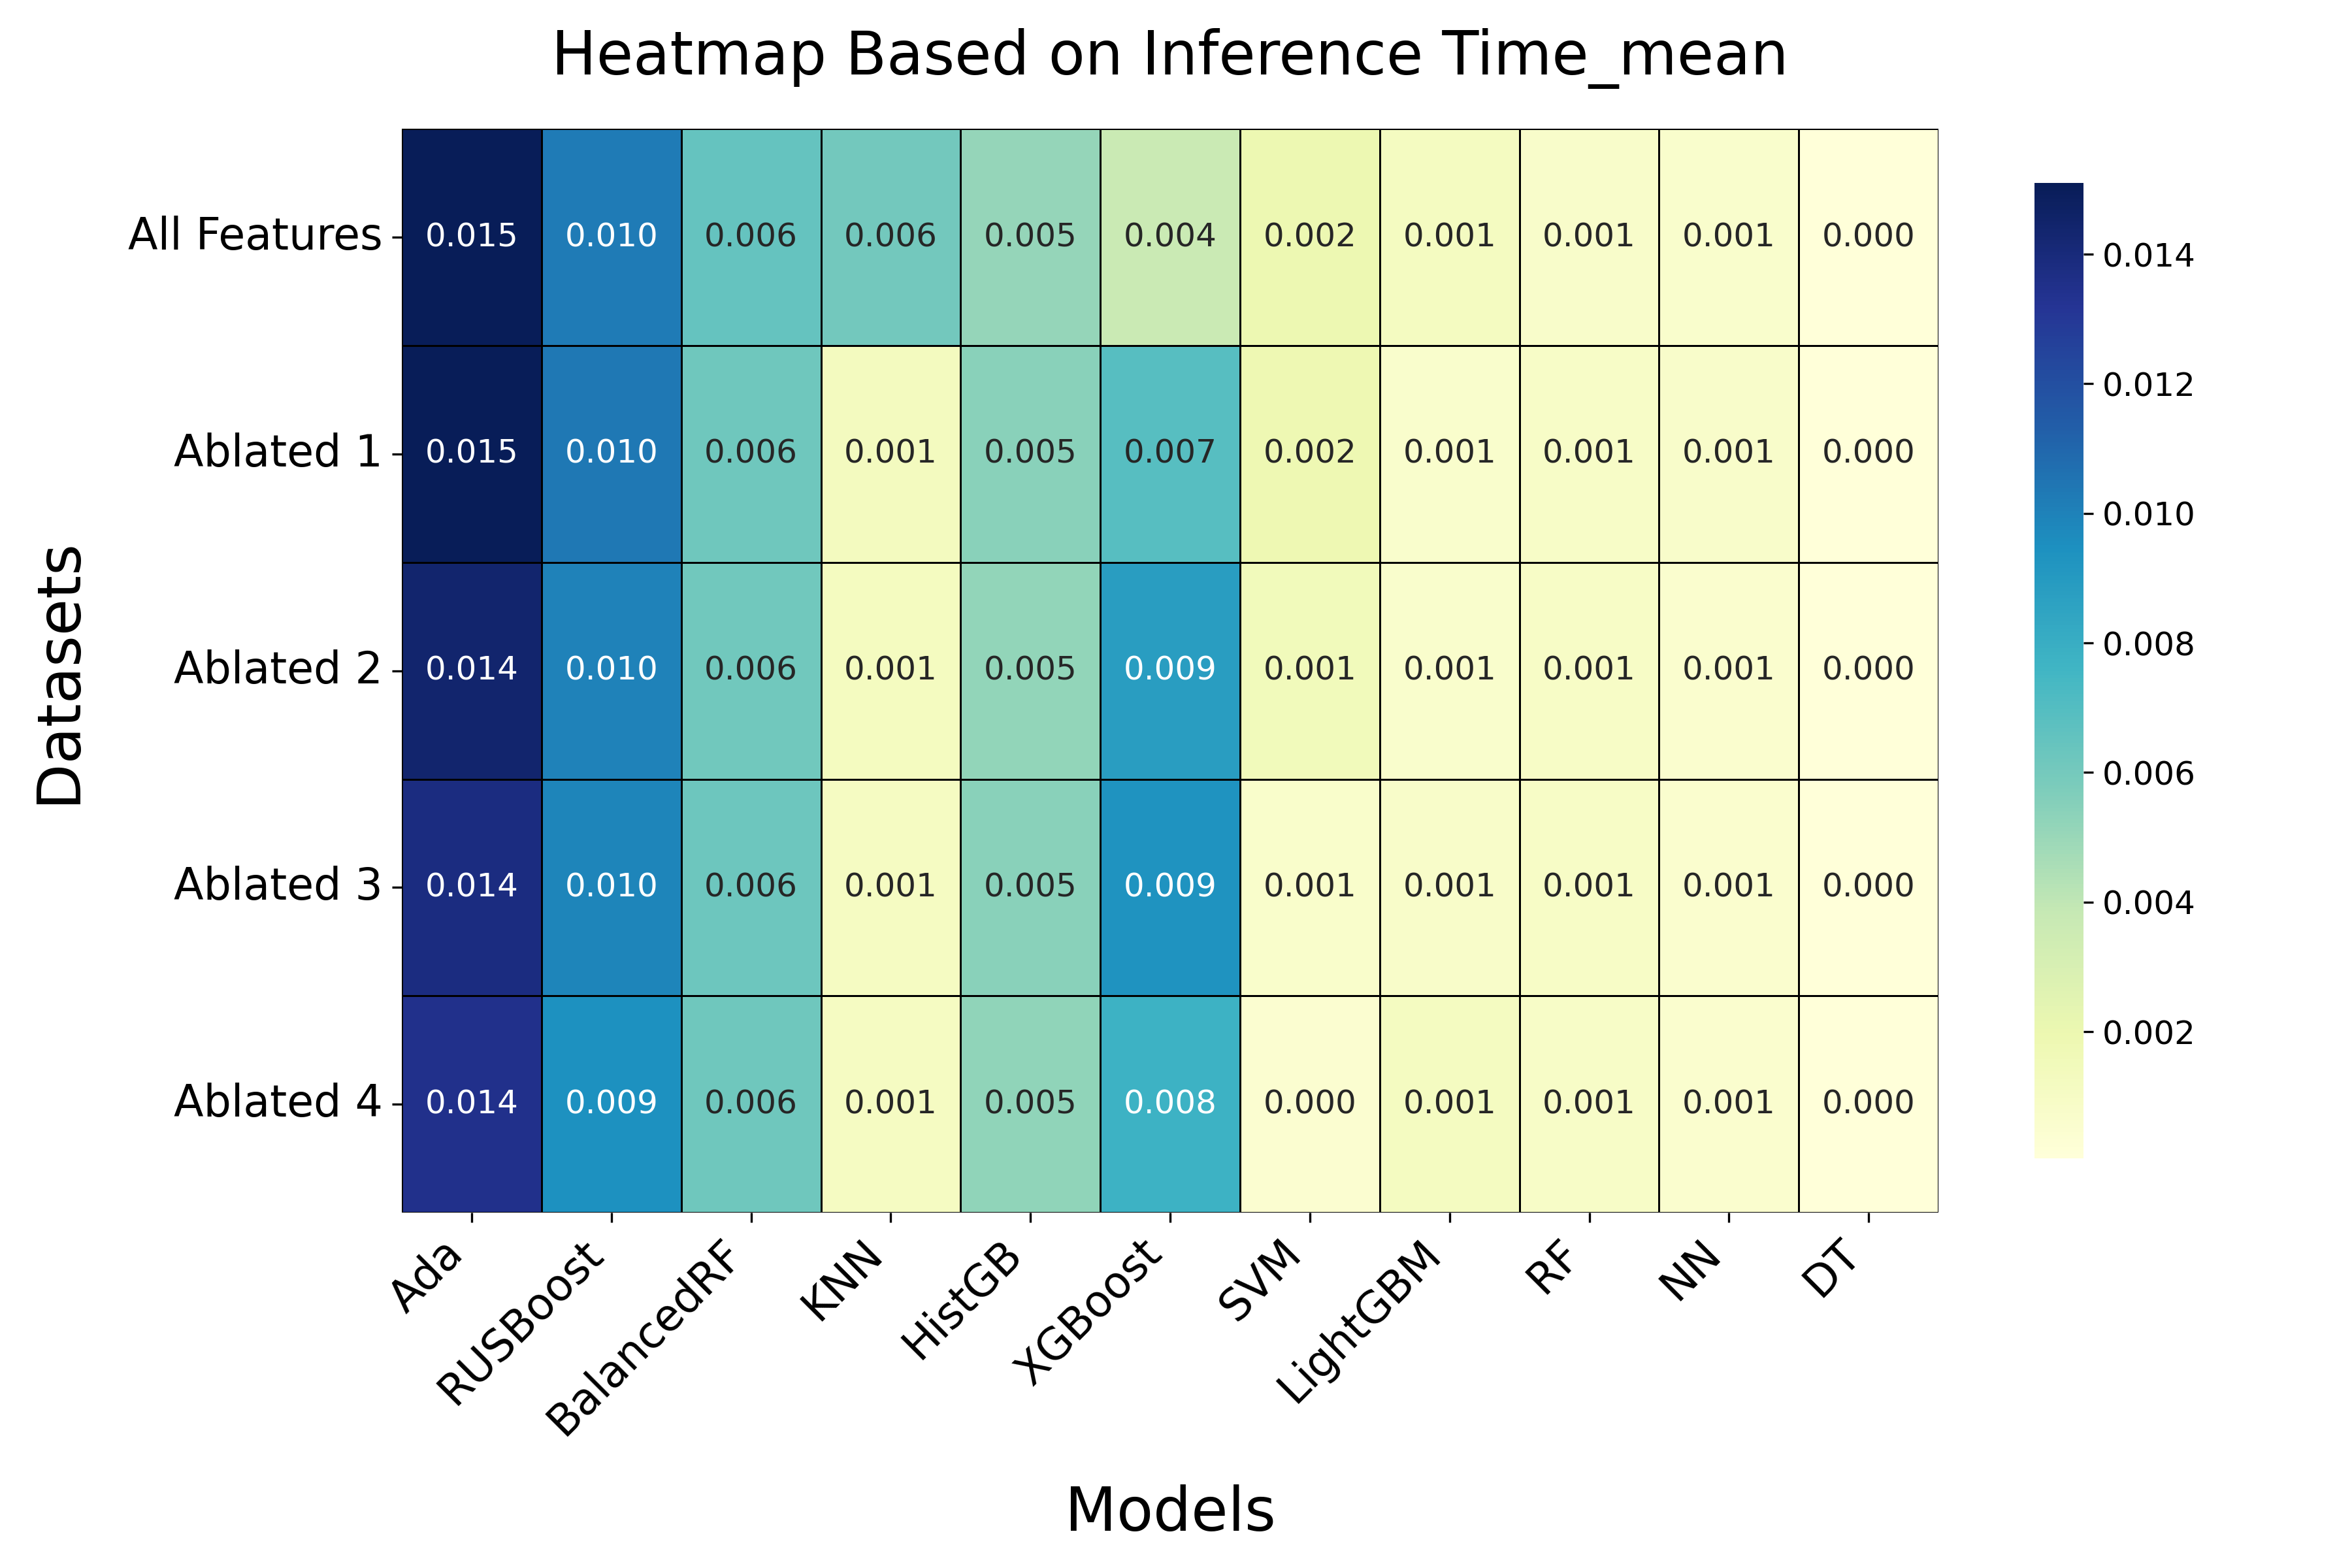 Heatmap Based on Inference Time_mean
Datasets
All Features 0.015 0.010 0.006 0.006 0.005 0.004 0.002 0.001 0.001 0.001 0.000
Ablated 1 0.015 0.010 0.006 0.001 0.005 0.007 0.002 0.001 0.001 0.001 0.000
Ablated 2 0.014 0.010 0.006 0.001 0.005 0.009 0.001 0.001 0.001 0.001 0.000
Ablated 3 0.014 0.010 0.006 0.001 0.005 0.009 0.001 0.001 0.001 0.001 0.000
Ablated 4 0.014 0.009 0.006 0.001 0.005 0.008 0.000 0.001 0.001 0.001 0.000
Ada RUSBoost BalancedRF KNN HistGB XGBoost SVM LightGBM RF NN DT
Models
0.014
0.012
0.010
0.008
0.006
0.004
0.002